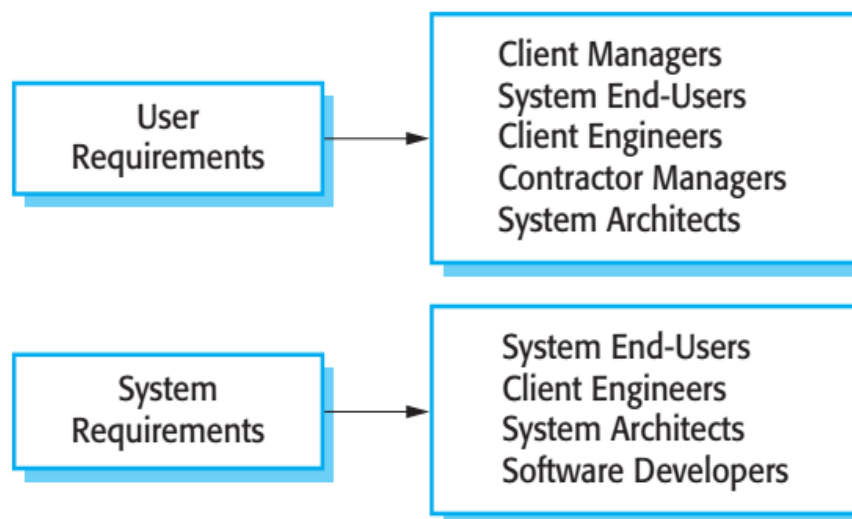 User
Requirements
Client Managers
System End-Users
Client Engineers
Contractor Managers
System Architects
System
Requirements
System End-Users
Client Engineers
System Architects
Software Developers